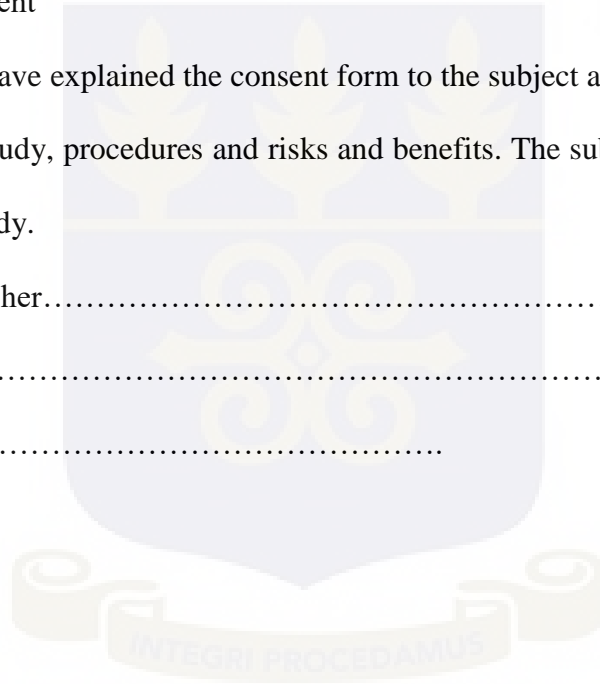 ent
ave explained the consent form to the subject a
udy, procedures and risks and benefits. The su
dy.
her……………………………………………………
……………………………………………………………
………………………………………….
INTEGRI PROCEDAMUS